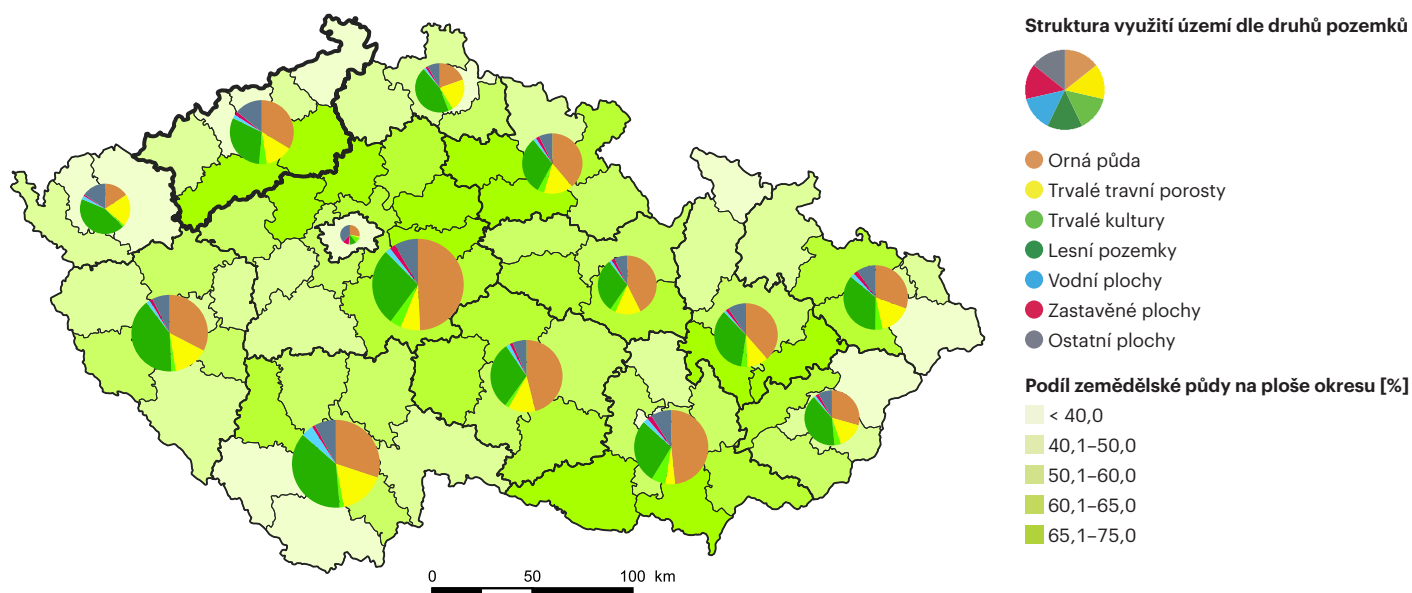 Struktura využití území dle druhů pozemků
Orná půda
Trvalé travní porosty
Trvalé kultury
Lesní pozemky
Vodní plochy
Zastavěné plochy
Ostatní plochy
Podíl zemědělské půdy na ploše okresu [%]
< 40,0
40,1–50,0
50,1–60,0
60,1–65,0
65,1–75,0
0 50 100 km